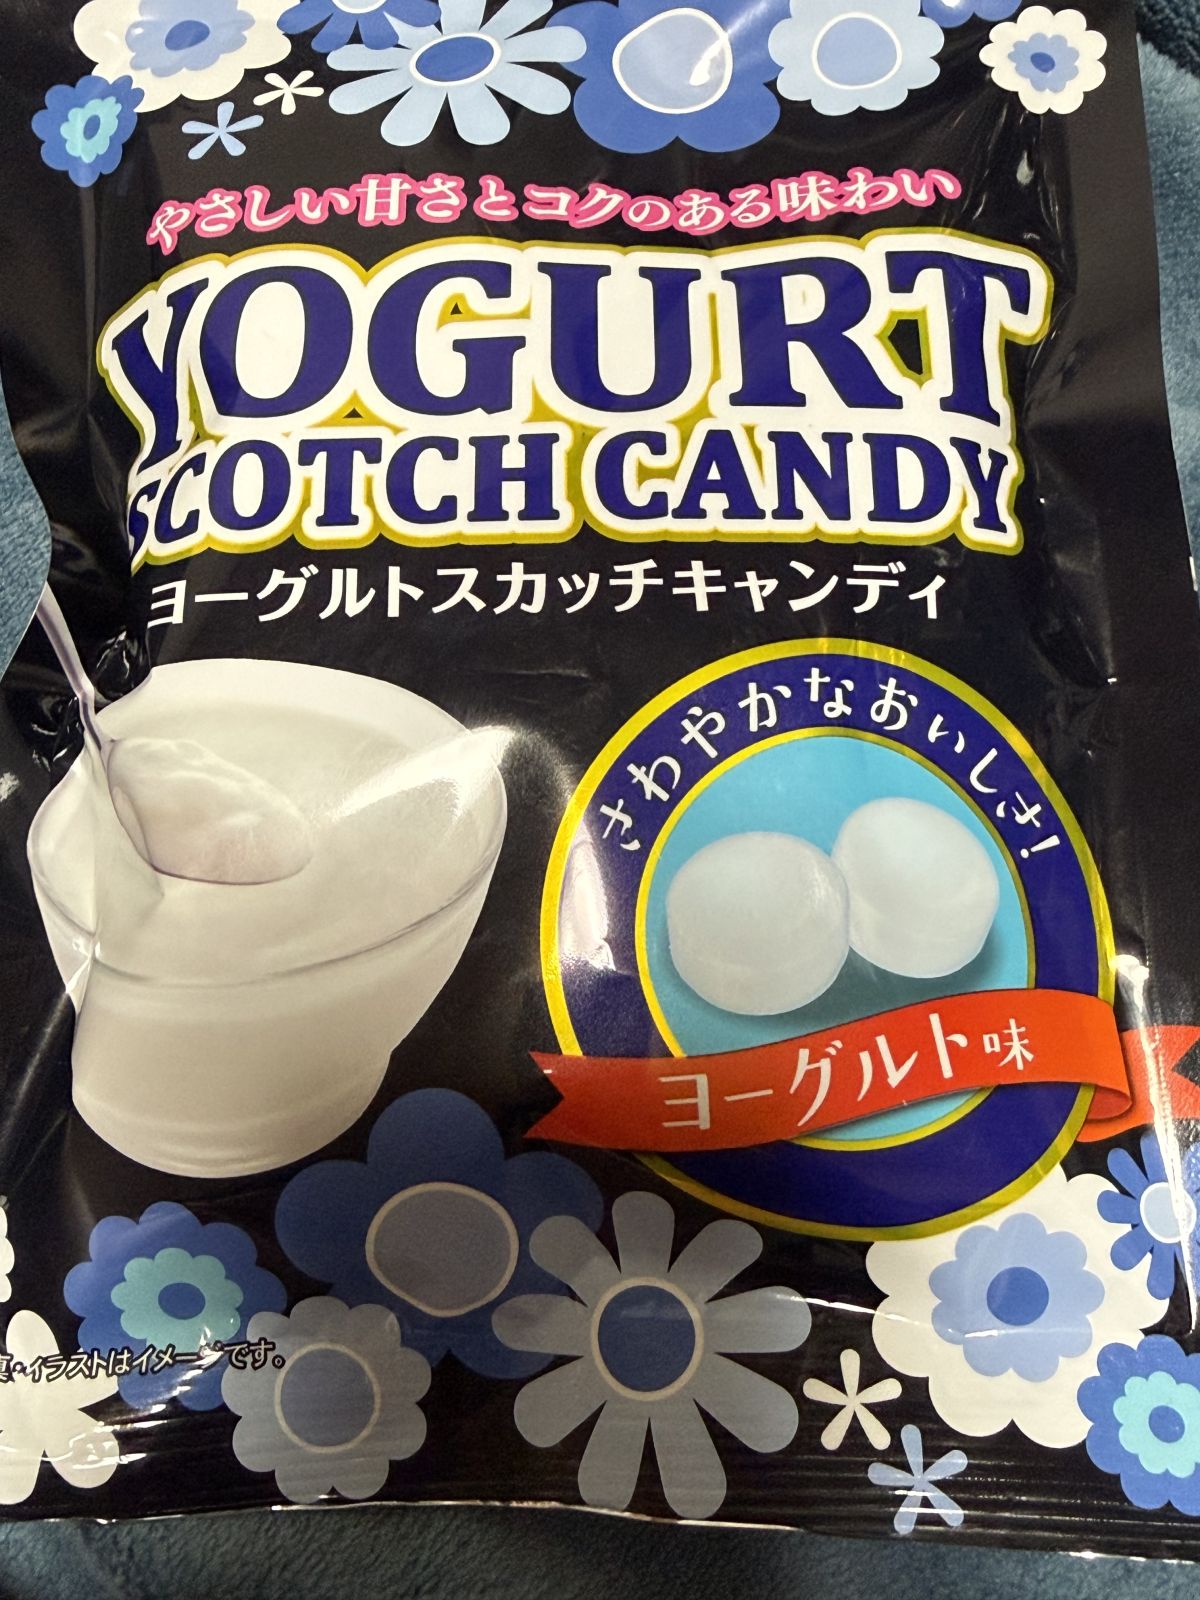 やさしい甘さとコクのある味わい
YOGURT
SCOTCH CANDY
ヨーグルトスカッチキャンディ
さわやかなおいしさ!
ヨーグルト味
真・イラストはイメージです。